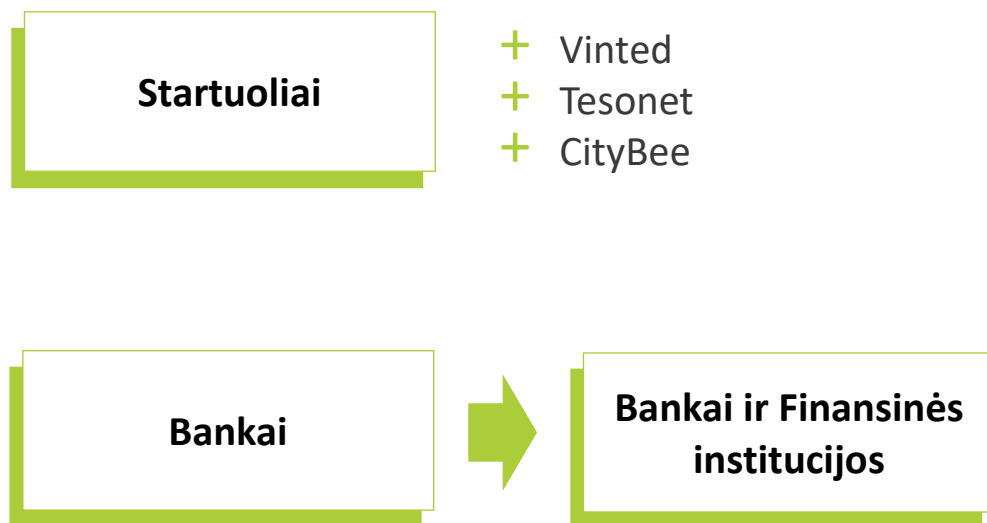 Startuoliai
+ Vinted
+ Tesonet
+ CityBee
Bankai
Bankai ir Finansinės
institucijos